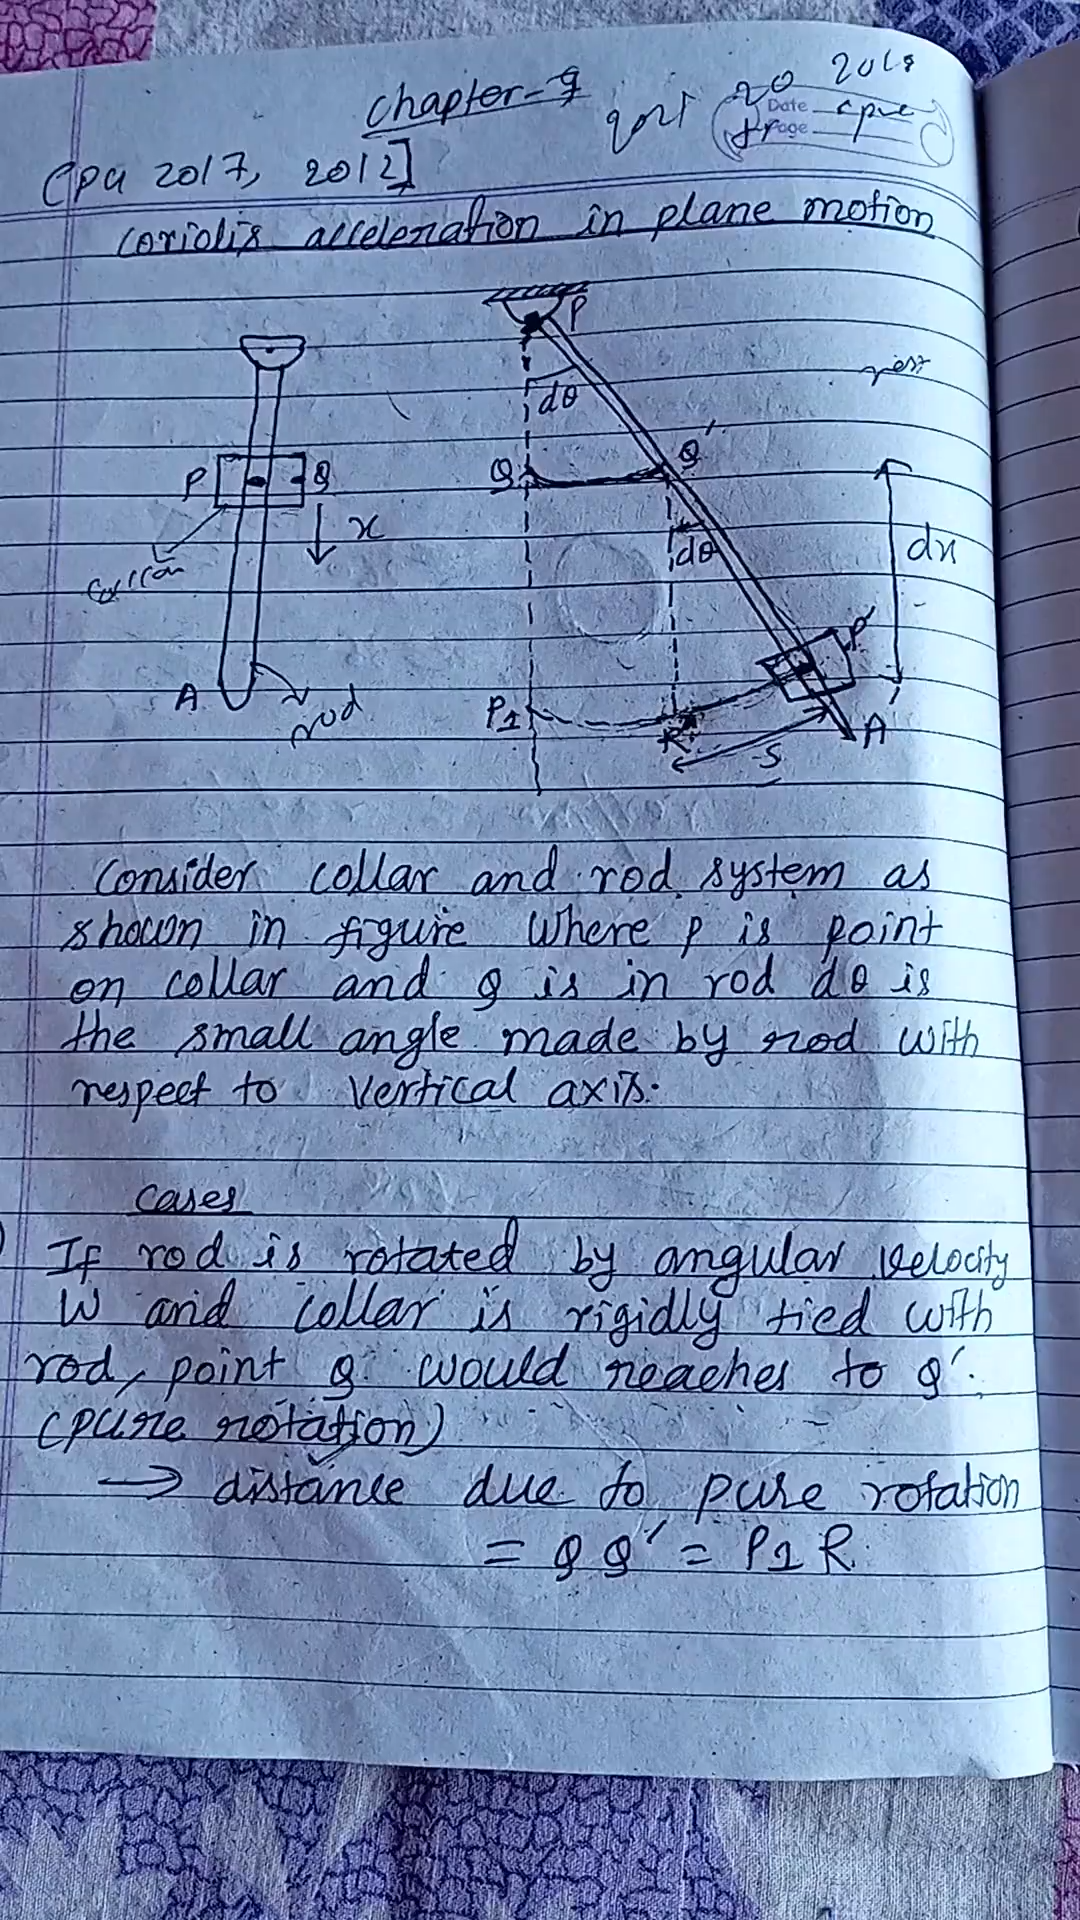 chapter-9
2018
Date
Page
[PU 2017, 2012]
coriolis acceleration in plane motion
P
dθ
P
Q
x
Q
Q'
dθ
dx
A
rod
P1
R
P'
A
S
Consider collar and rod system as
shown in figure where p is point
on collar and q is in rod dθ is
the small angle made by rod with
respect to vertical axis.
cases
If rod is rotated by angular velocity
W and collar is rigidly tied with
rod, point q would reaches to q'.
(pure rotation)
→ distance due to pure rotation
= Q Q' = P1 R